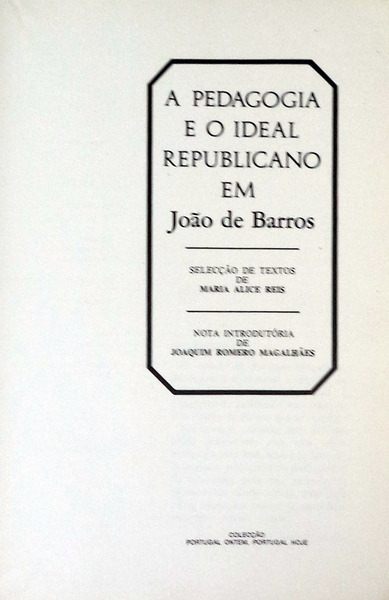 A PEDAGOGIA
E O IDEAL
REPUBLICANO
EM
João de Barros
SELECÇÃO DE TEXTOS
DE
MARIA ALICE REIS
NOTA INTRODUTÓRIA
DE
JOAQUIM ROMERO MAGALHÃES
COLECÇÃO
PORTUGAL ONTEM, PORTUGAL HOJE